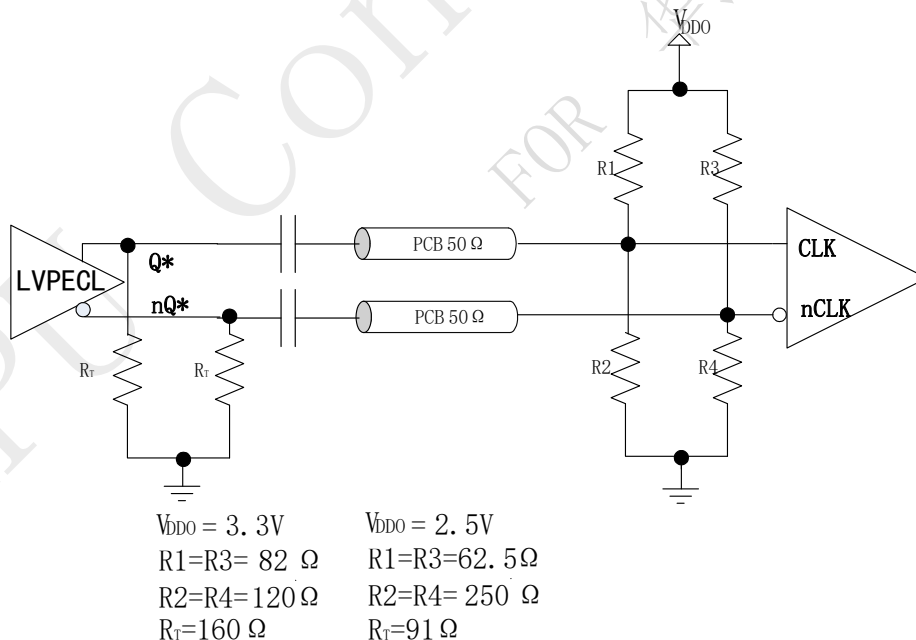 VDDO
R1
R3
PCB 50 Ω
CLK
Q*
LVPECL
nQ*
PCB 50 Ω
nCLK
RT
RT
R2
R4
VDDO = 3.3V
R1=R3= 82 Ω
R2=R4=120 Ω
RT=160 Ω
VDDO = 2.5V
R1=R3=62.5Ω
R2=R4= 250 Ω
RT=91 Ω
FOR